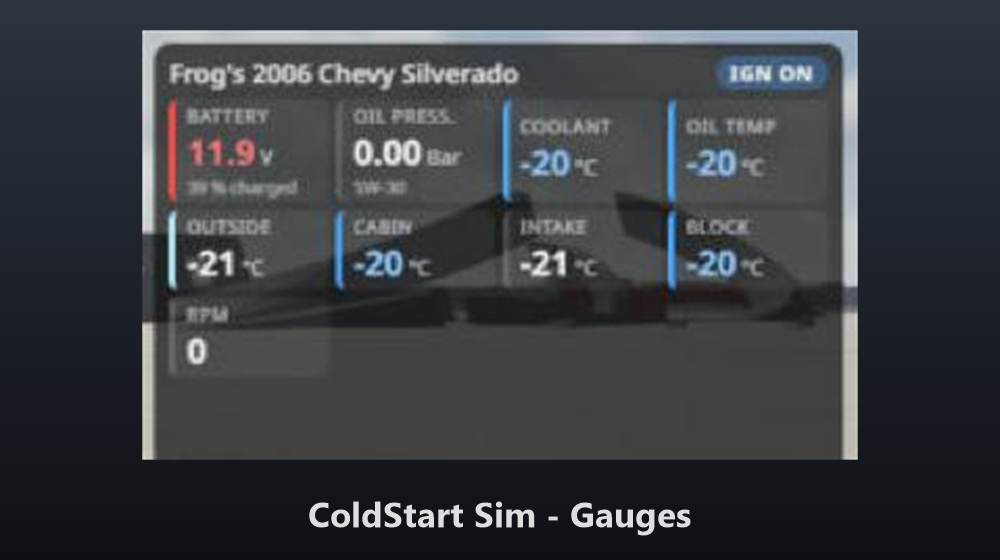 Frog's 2006 Chevy Silverado IGN ON
BATTERY OIL PRESS. COOLANT OIL TEMP
11.9 V 0.00 Bar -20 °C -20 °C
39 % charged 5W-30
OUTSIDE CABIN INTAKE BLOCK
-21 °C -20 °C -21 °C -20 °C
RPM
0
ColdStart Sim - Gauges